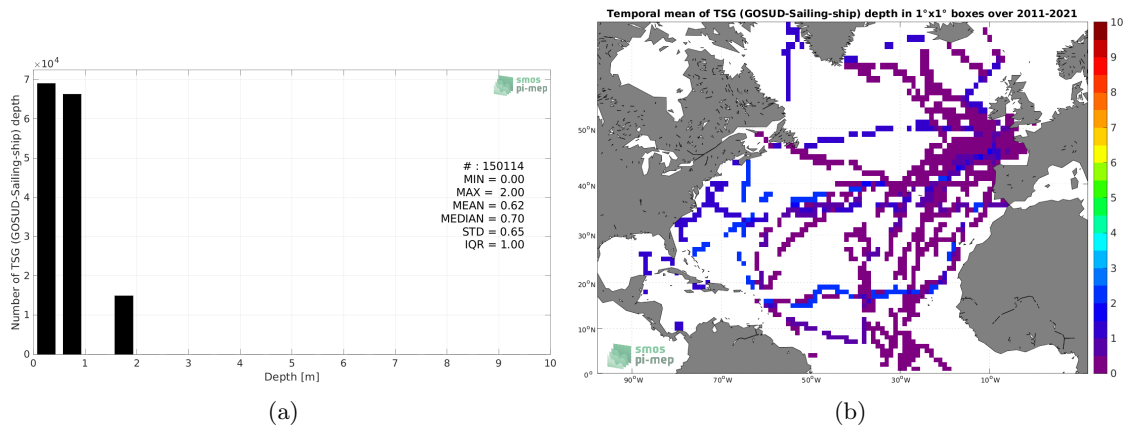 Temporal mean of TSG (GOSUD-Sailing-ship) depth in 1°x1° boxes over 2011-2021
×10⁴
7
6
5
4
3
2
1
0
Number of TSG (GOSUD-Sailing-ship) depth
smos
pi-mep
# : 150114
MIN = 0.00
MAX = 2.00
MEAN = 0.62
MEDIAN = 0.70
STD = 0.65
IQR = 1.00
0 1 2 3 4 5 6 7 8 9 10
Depth [m]
50°N
40°N
30°N
20°N
10°N
0°
smos
pi-mep
90°W 70°W 50°W 30°W 10°W
10
9
8
7
6
5
4
3
2
1
0
(a)
(b)